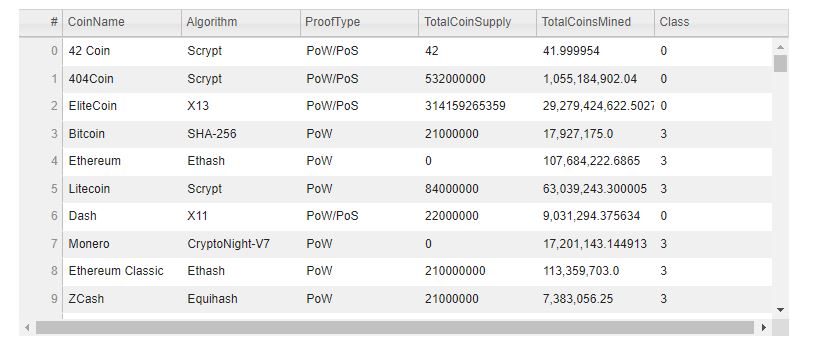 # CoinName Algorithm ProofType TotalCoinSupply TotalCoinsMined Class
0 42 Coin Scrypt PoW/PoS 42 41.999954 0
1 404Coin Scrypt PoW/PoS 532000000 1,055,184,902.04 0
2 EliteCoin X13 PoW/PoS 314159265359 29,279,424,622.5027 0
3 Bitcoin SHA-256 PoW 21000000 17,927,175.0 3
4 Ethereum Ethash PoW 0 107,684,222.6865 3
5 Litecoin Scrypt PoW 84000000 63,039,243.300005 3
6 Dash X11 PoW/PoS 22000000 9,031,294.375634 0
7 Monero CryptoNight-V7 PoW 0 17,201,143.144913 3
8 Ethereum Classic Ethash PoW 210000000 113,359,703.0 3
9 ZCash Equihash PoW 21000000 7,383,056.25 3